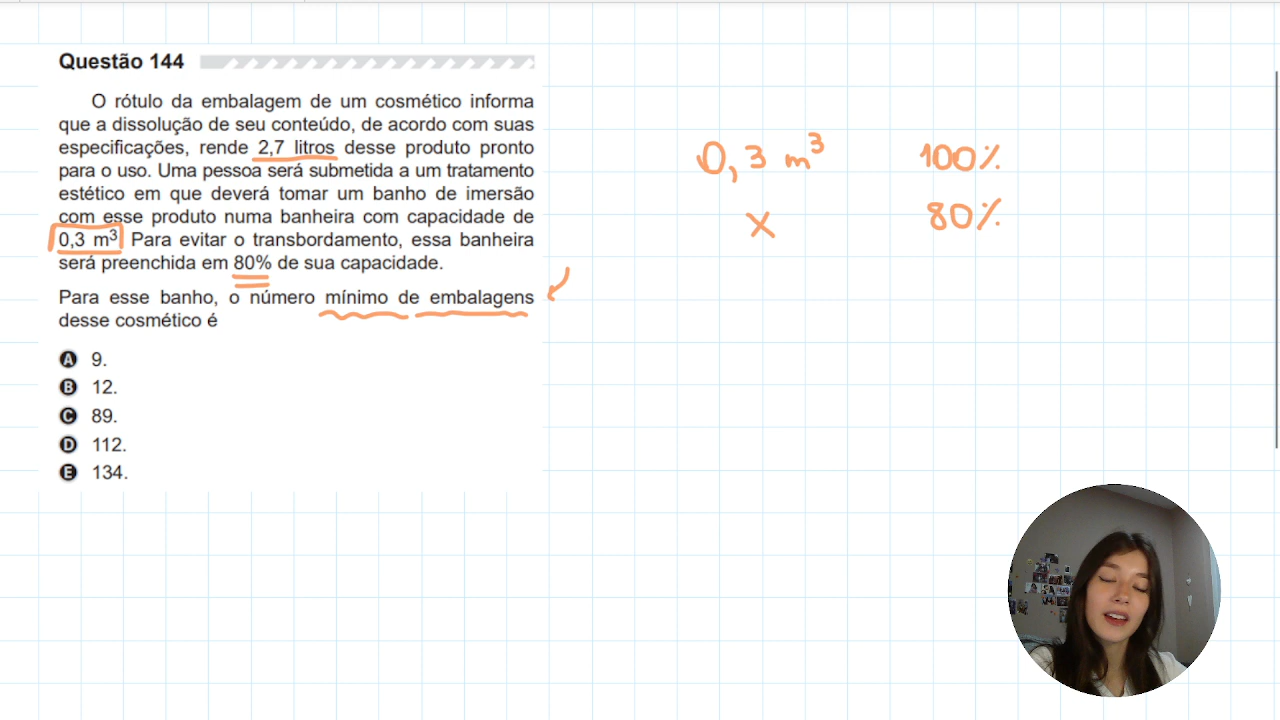 Questão 144
O rótulo da embalagem de um cosmético informa
que a dissolução de seu conteúdo, de acordo com suas
especificações, rende 2,7 litros desse produto pronto
para o uso. Uma pessoa será submetida a um tratamento
estético em que deverá tomar um banho de imersão
com esse produto numa banheira com capacidade de
0,3 m³. Para evitar o transbordamento, essa banheira
será preenchida em 80% de sua capacidade.
Para esse banho, o número mínimo de embalagens
desse cosmético é
A 9.
B 12.
C 89.
D 112.
E 134.
0,3 m³ 100%
x 80%